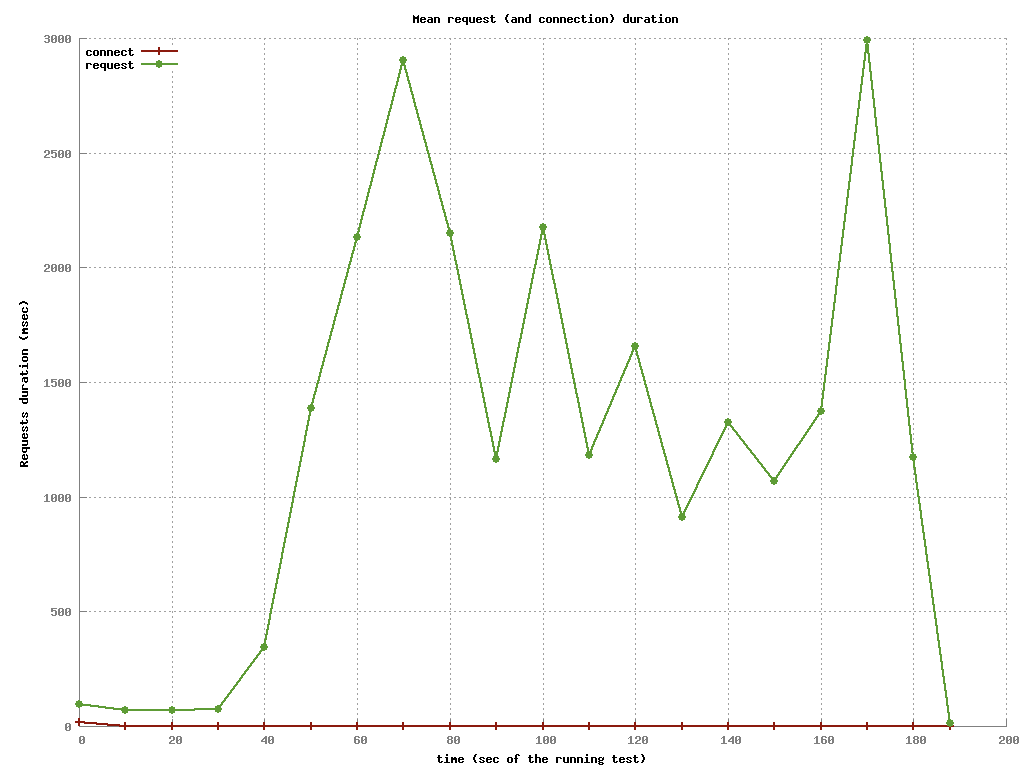 Mean request (and connection) duration
connect
request
3000
2500
2000
1500
1000
500
0
Requests duration (msec)
0 20 40 60 80 100 120 140 160 180 200
time (sec of the running test)